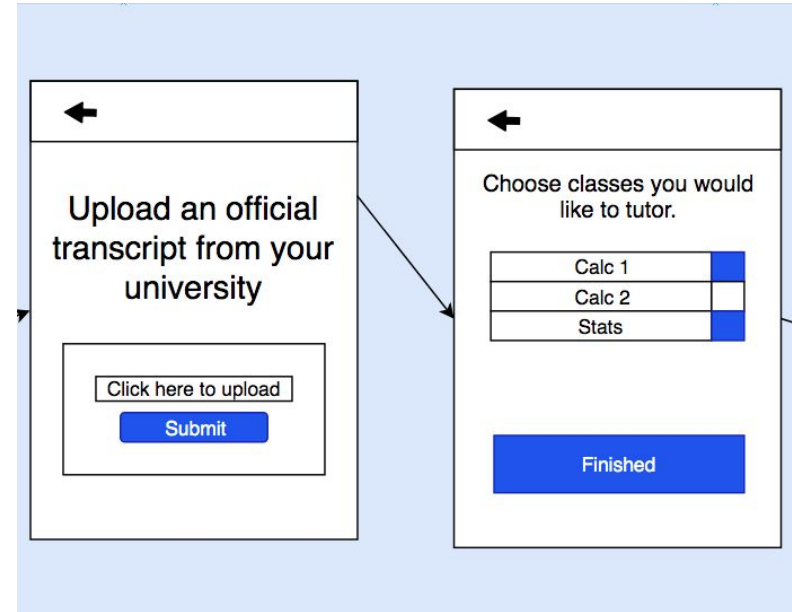 Upload an official
transcript from your
university
Click here to upload
Submit
Choose classes you would
like to tutor.
Calc 1
Calc 2
Stats
Finished